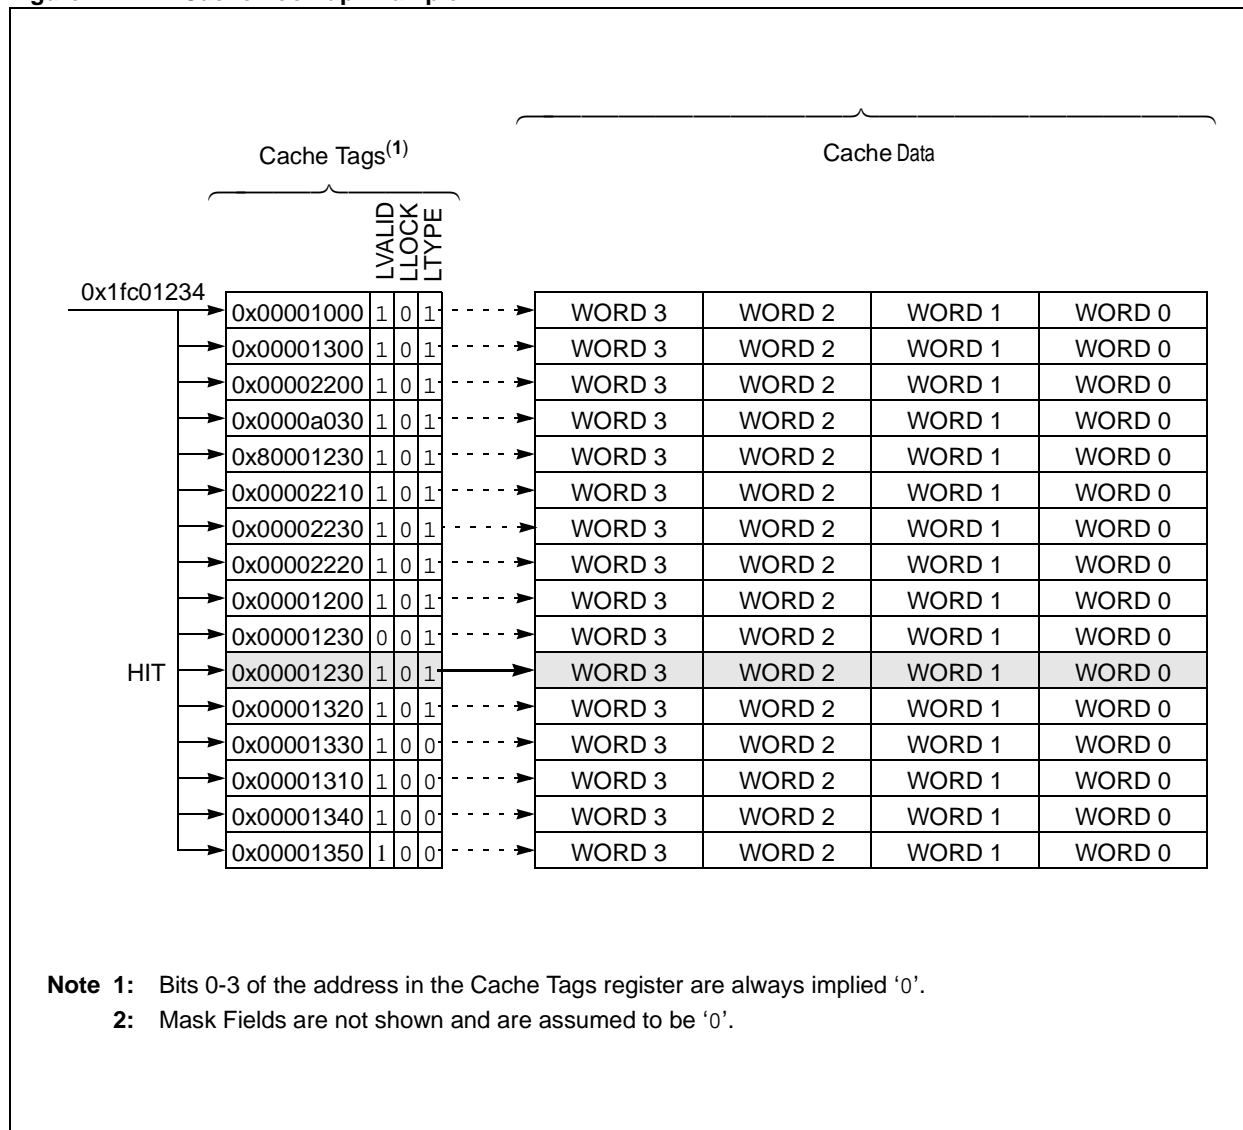 Cache Tags(1)
Cache Data
LVALID
LLOCK
LTYPE
0x1fc01234
0x00001000 1 0 1 WORD 3 WORD 2 WORD 1 WORD 0
0x00001300 1 0 1 WORD 3 WORD 2 WORD 1 WORD 0
0x00002200 1 0 1 WORD 3 WORD 2 WORD 1 WORD 0
0x0000a030 1 0 1 WORD 3 WORD 2 WORD 1 WORD 0
0x80001230 1 0 1 WORD 3 WORD 2 WORD 1 WORD 0
0x00002210 1 0 1 WORD 3 WORD 2 WORD 1 WORD 0
0x00002230 1 0 1 WORD 3 WORD 2 WORD 1 WORD 0
0x00002220 1 0 1 WORD 3 WORD 2 WORD 1 WORD 0
0x00001200 1 0 1 WORD 3 WORD 2 WORD 1 WORD 0
0x00001230 0 0 1 WORD 3 WORD 2 WORD 1 WORD 0
HIT 0x00001230 1 0 1 WORD 3 WORD 2 WORD 1 WORD 0
0x00001320 1 0 1 WORD 3 WORD 2 WORD 1 WORD 0
0x00001330 1 0 0 WORD 3 WORD 2 WORD 1 WORD 0
0x00001310 1 0 0 WORD 3 WORD 2 WORD 1 WORD 0
0x00001340 1 0 0 WORD 3 WORD 2 WORD 1 WORD 0
0x00001350 1 0 0 WORD 3 WORD 2 WORD 1 WORD 0
Note 1: Bits 0-3 of the address in the Cache Tags register are always implied ‘0’.
2: Mask Fields are not shown and are assumed to be ‘0’.